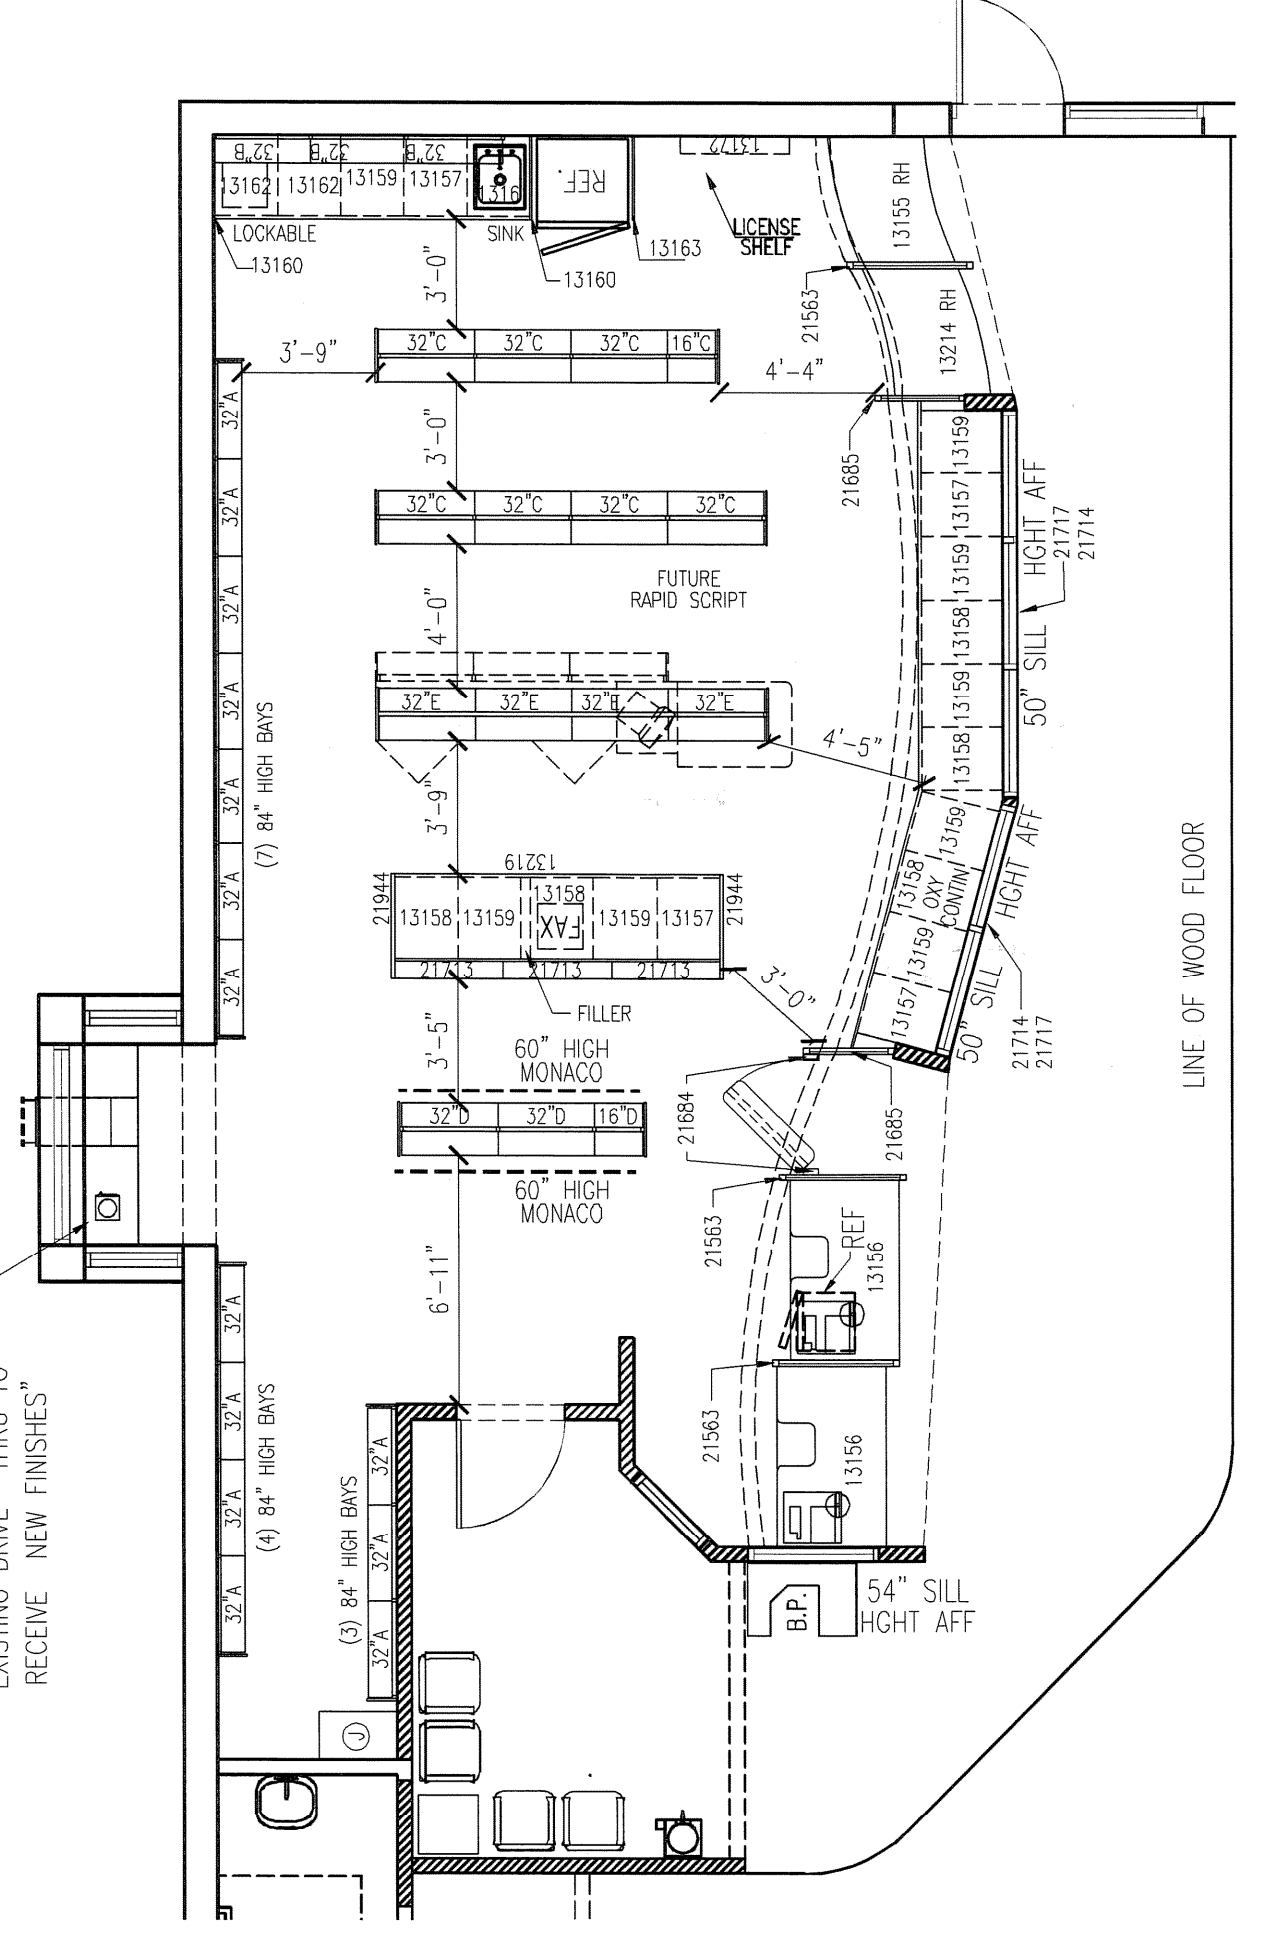 32"B
32"B
32"B
13172
13162
13162
13159
13157
1316
REF.
LOCKABLE
SINK
13160
13160
13163
LICENSE
SHELF
13155 RH
21563
13214 RH
3'-0"
3'-9"
32"C
32"C
32"C
16"C
4'-4"
21685
3'-0"
32"C
32"C
32"C
32"C
FUTURE
RAPID SCRIPT
4'-0"
32"E
32"E
32"E
32"E
4'-5"
3'-9"
32"A
32"A
32"A
32"A
32"A
32"A
32"A
(7) 84" HIGH BAYS
13159
13157
13159
13158
13159
13158
50" SILL HGHT AFF
21717
21714
13159
13158
OXY
CONTIN
13159
13157
50" SILL HGHT AFF
21714
21717
LINE OF WOOD FLOOR
13219
21944
13158
13159
13158
FAX
13159
13157
21944
21713
21713
21713
FILLER
3'-0"
3'-5"
60" HIGH
MONACO
32"D
32"D
16"D
60" HIGH
MONACO
21684
21685
21563
REF
13156
6'-11"
21563
13156
32"A
32"A
32"A
32"A
(4) 84" HIGH BAYS
(3) 84" HIGH BAYS
32"A
32"A
32"A
RECEIVE NEW FINISHES"
B.P.
54" SILL
HGHT AFF
J